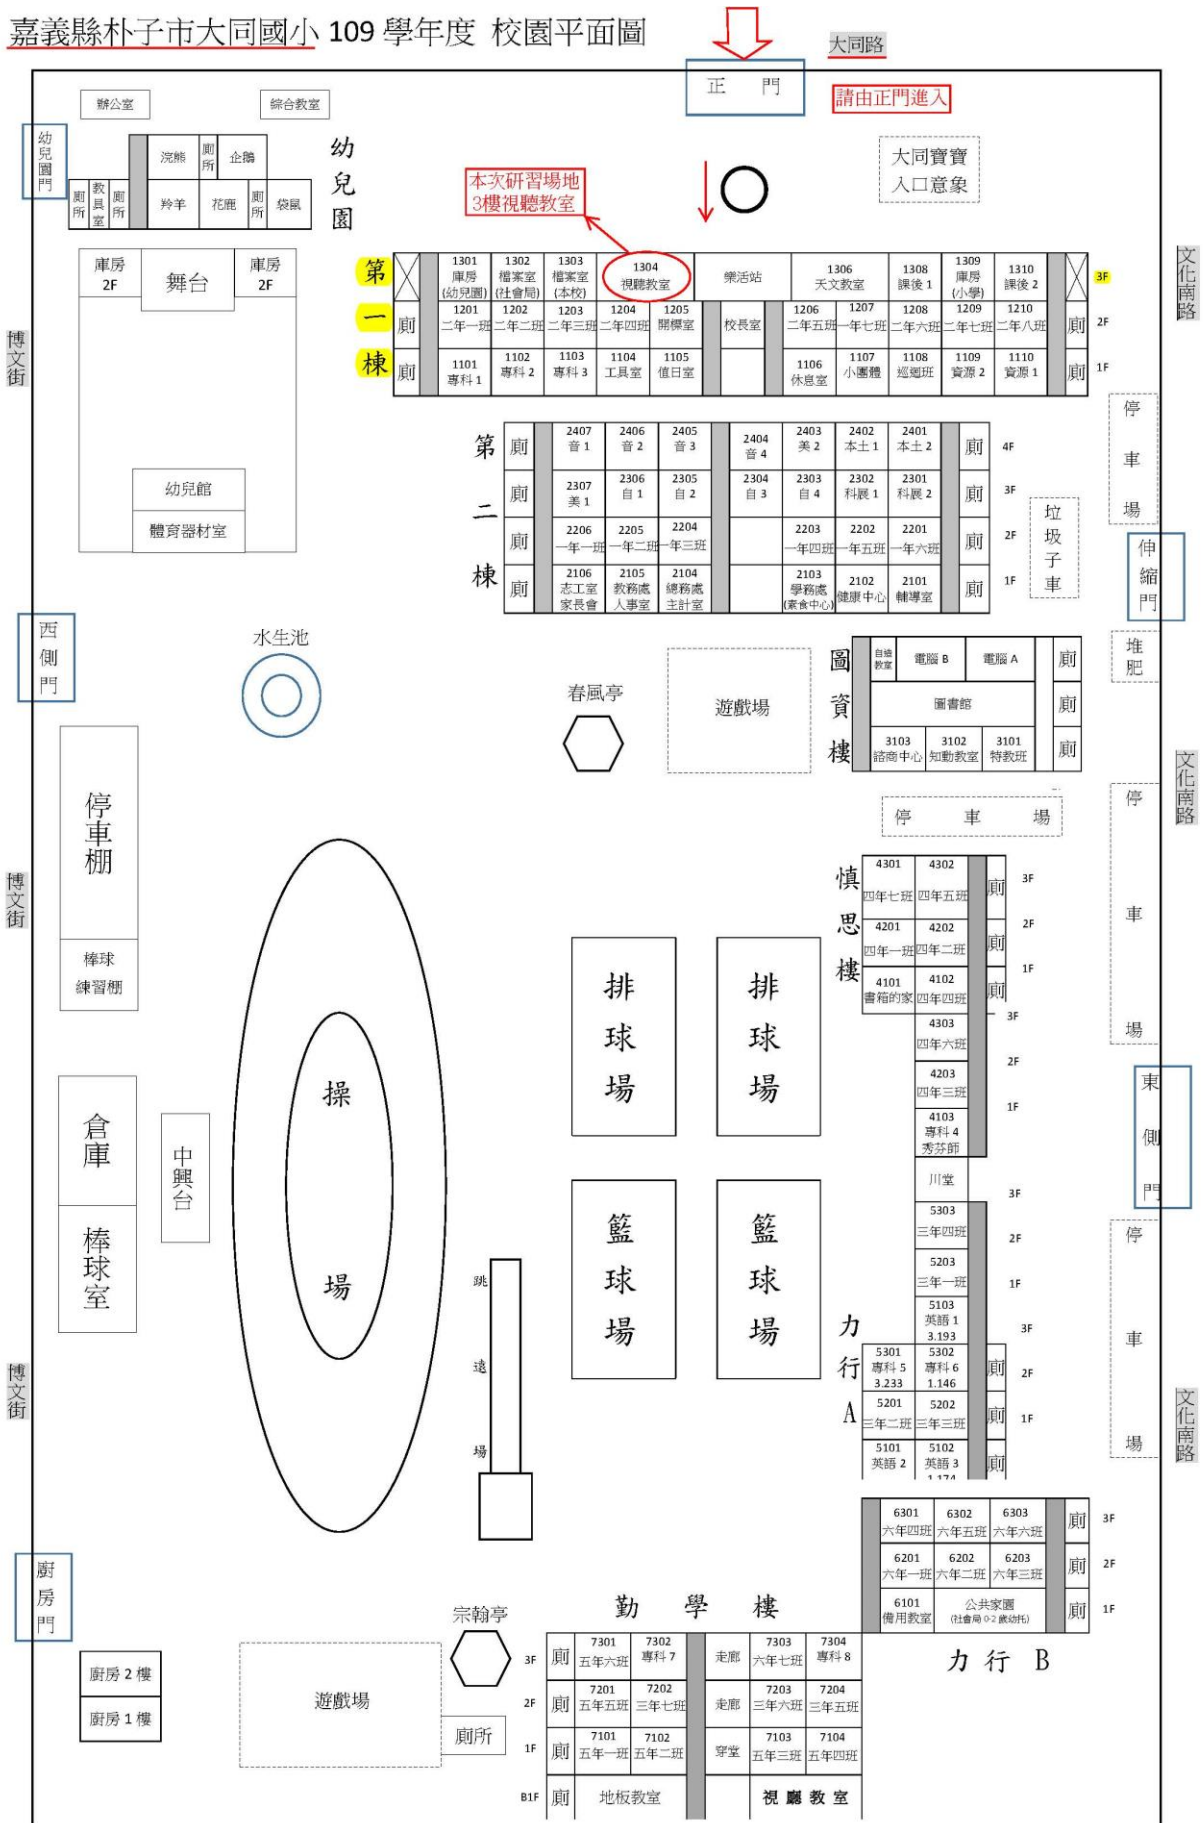 嘉義縣朴子市大同國小 109 學年度 校園平面圖
大同路
正門
請由正門進入
辦公室
綜合教室
幼兒園門
浣熊
廁所
企鵝
廁所
教具室
廁所
羚羊
花鹿
廁所
袋鼠
幼兒園
大同寶寶
入口意象
本次研習場地
3樓視聽教室
庫房
2F
舞台
庫房
2F
幼兒館
體育器材室
文化南路
博文街
第一棟
1301
庫房
(幼兒園)
1302
檔案室
(社會局)
1303
檔案室
(本校)
1304
視聽教室
樂活站
1306
天文教室
1308
課後 1
1309
庫房
(小學)
1310
課後 2
3F
廁
1201
二年一班
1202
二年二班
1203
二年三班
1204
二年四班
1205
開標室
校長室
1206
二年五班
1207
一年七班
1208
二年六班
1209
二年七班
1210
二年八班
廁
2F
廁
1101
專科 1
1102
專科 2
1103
專科 3
1104
工具室
1105
值日室
1106
休息室
1107
小團體
1108
巡迴班
1109
資源 2
1110
資源 1
廁
1F
停車場
第二棟
廁
2407
音 1
2406
音 2
2405
音 3
2404
音 4
2403
美 2
2402
本土 1
2401
本土 2
廁
4F
廁
2307
美 1
2306
自 1
2305
自 2
2304
自 3
2303
自 4
2302
科展 1
2301
科展 2
廁
3F
廁
2206
一年一班
2205
一年二班
2204
一年三班
2203
一年四班
2202
一年五班
2201
一年六班
廁
2F
廁
2106
志工室
家長會
2105
教務處
人事室
2104
總務處
主計室
2103
學務處
(素食中心)
2102
健康中心
2101
輔導室
廁
1F
垃圾子車
伸縮門
西側門
水生池
春風亭
遊戲場
圖資樓
自造
教室
電腦 B
電腦 A
廁
圖書館
廁
3103
諮商中心
3102
知動教室
3101
特教班
廁
堆肥
停車場
文化南路
停車場
停車棚
棒球
練習棚
博文街
慎思樓
4301
四年七班
4302
四年五班
廁
3F
4201
四年一班
4202
四年二班
廁
2F
4101
書箱的家
4102
四年四班
廁
1F
4303
四年六班
3F
4203
四年三班
2F
4103
專科 4
秀芬師
1F
川堂
排球場
排球場
操場
倉庫
棒球室
中興台
東側門
籃球場
籃球場
跳遠場
5303
三年四班
3F
5203
三年一班
2F
5103
英語 1
3.193
1F
力行A
5301
專科 5
3.233
5302
專科 6
1.146
廁
3F
5201
三年二班
5202
三年三班
廁
2F
5101
英語 2
5102
英語 3
1.174
廁
1F
停車場
博文街
文化南路
6301
六年四班
6302
六年五班
6303
六年六班
廁
3F
6201
六年一班
6202
六年二班
6203
六年三班
廁
2F
6101
備用教室
公共家園
(社會局 0-2 歲幼托)
廁
1F
力行 B
廚房門
廚房 2 樓
廚房 1 樓
遊戲場
宗翰亭
廁所
勤學樓
3F
廁
7301
五年六班
7302
專科 7
走廊
7303
六年七班
7304
專科 8
2F
廁
7201
五年五班
7202
三年七班
走廊
7203
三年六班
7204
三年五班
1F
廁
7101
五年一班
7102
五年二班
穿堂
7103
五年三班
7104
五年四班
B1F
廁
地板教室
視聽教室